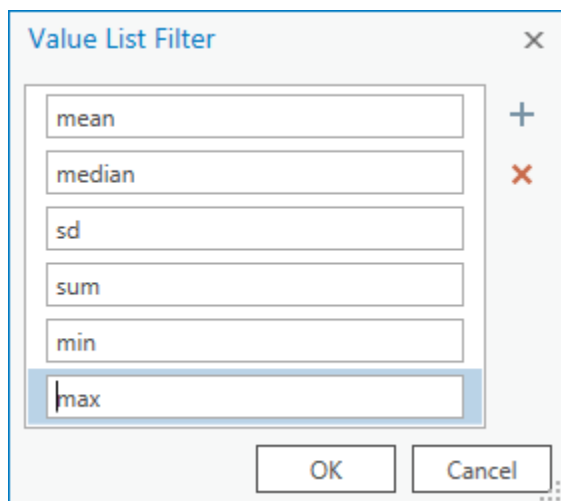 Value List Filter
mean
median
sd
sum
min
max
OK
Cancel